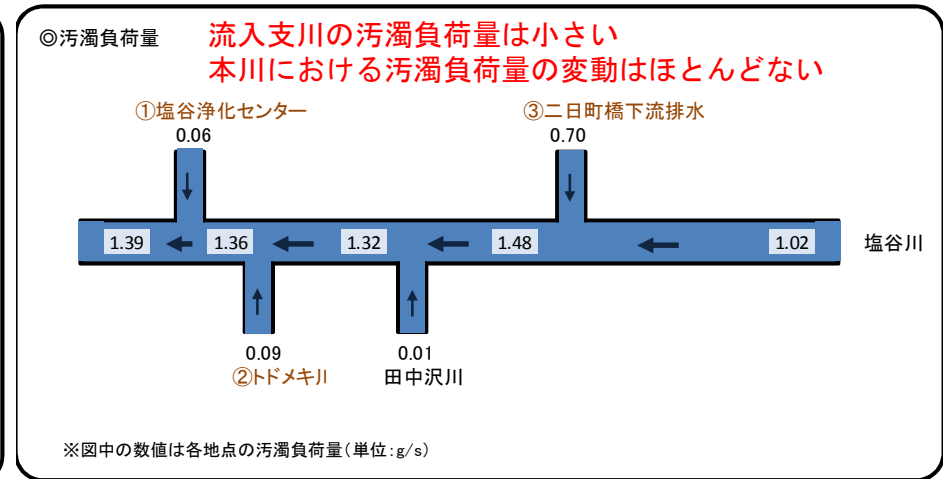 ◎汚濁負荷量
流入支川の汚濁負荷量は小さい
本川における汚濁負荷量の変動はほとんどない
①塩谷浄化センター
0.06
③二日町橋下流排水
0.70
1.39
1.36
1.32
1.48
1.02
塩谷川
0.09
②トドメキ川
0.01
田中沢川
※図中の数値は各地点の汚濁負荷量(単位:g/s)